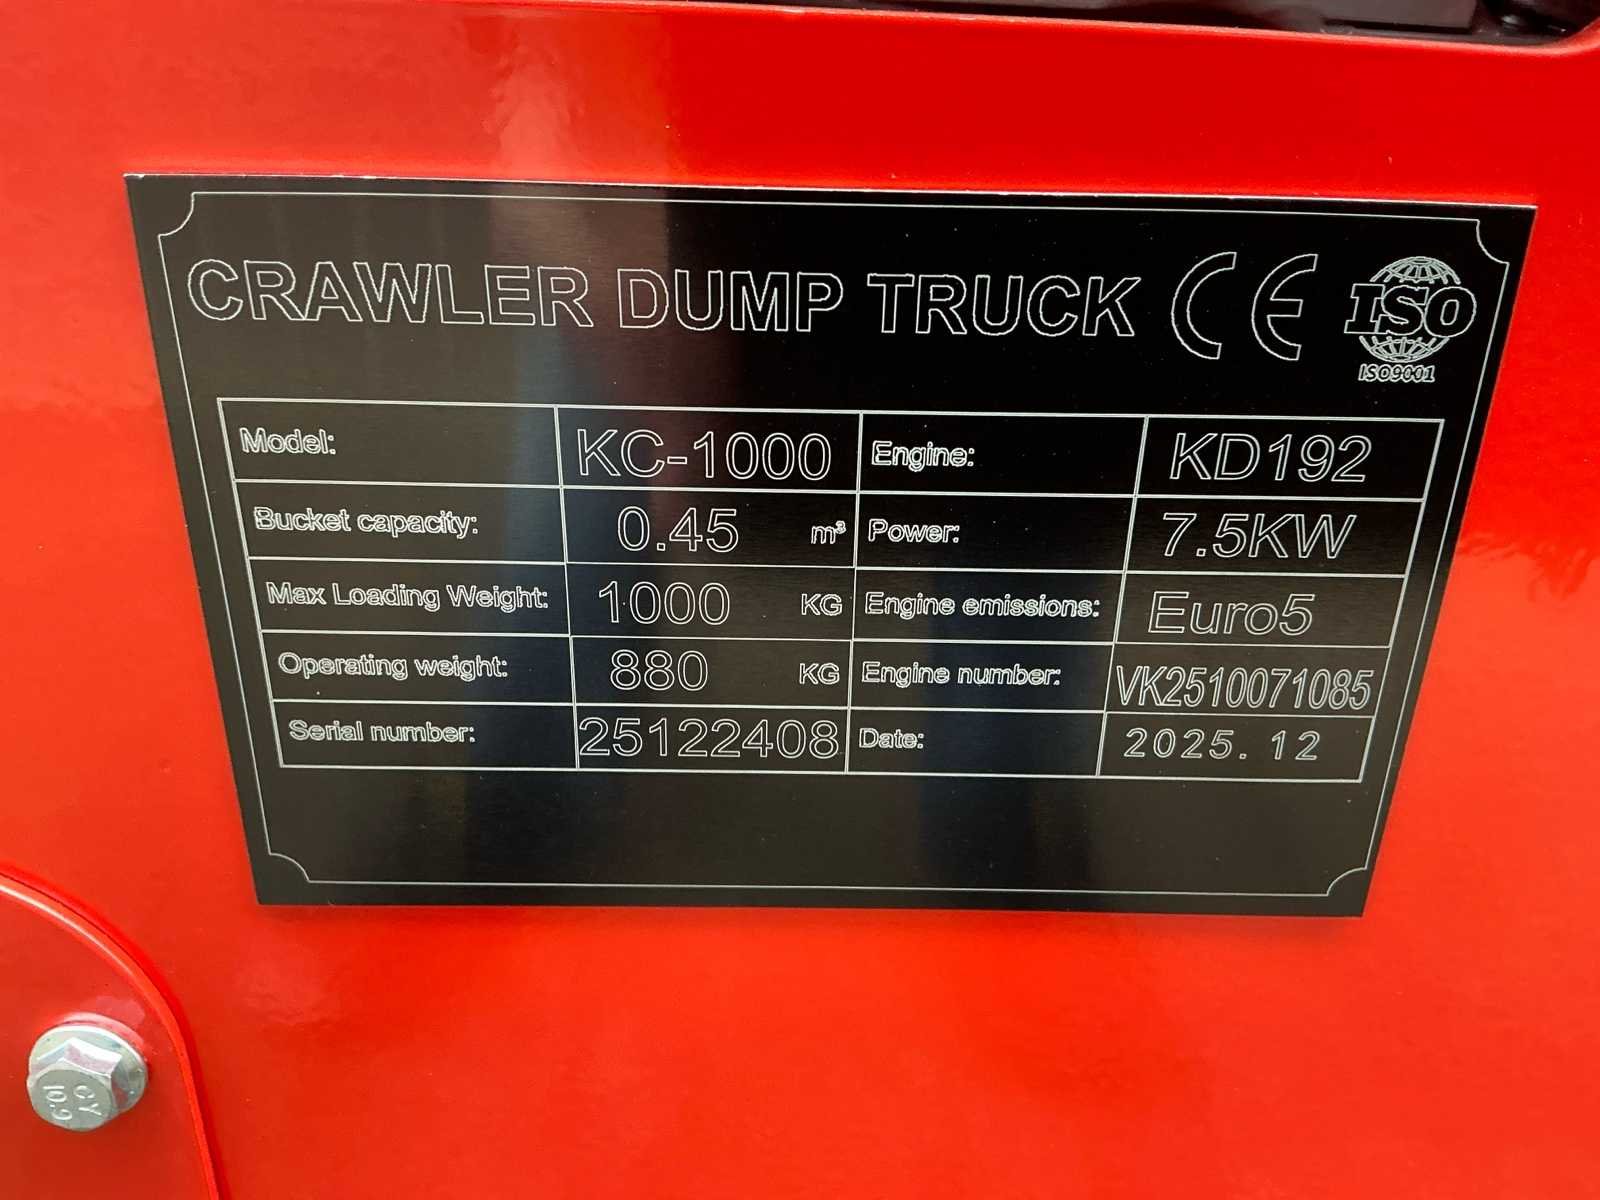 CRAWLER DUMP TRUCK CE ISO
ISO9001
Model: KC-1000 Engine: KD192
Bucket capacity: 0.45 m³ Power: 7.5KW
Max Loading Weight: 1000 KG Engine emissions: Euro5
Operating weight: 880 KG Engine number: VK2510071085
Serial number: 25122408 Date: 2025.12
CY
10.9